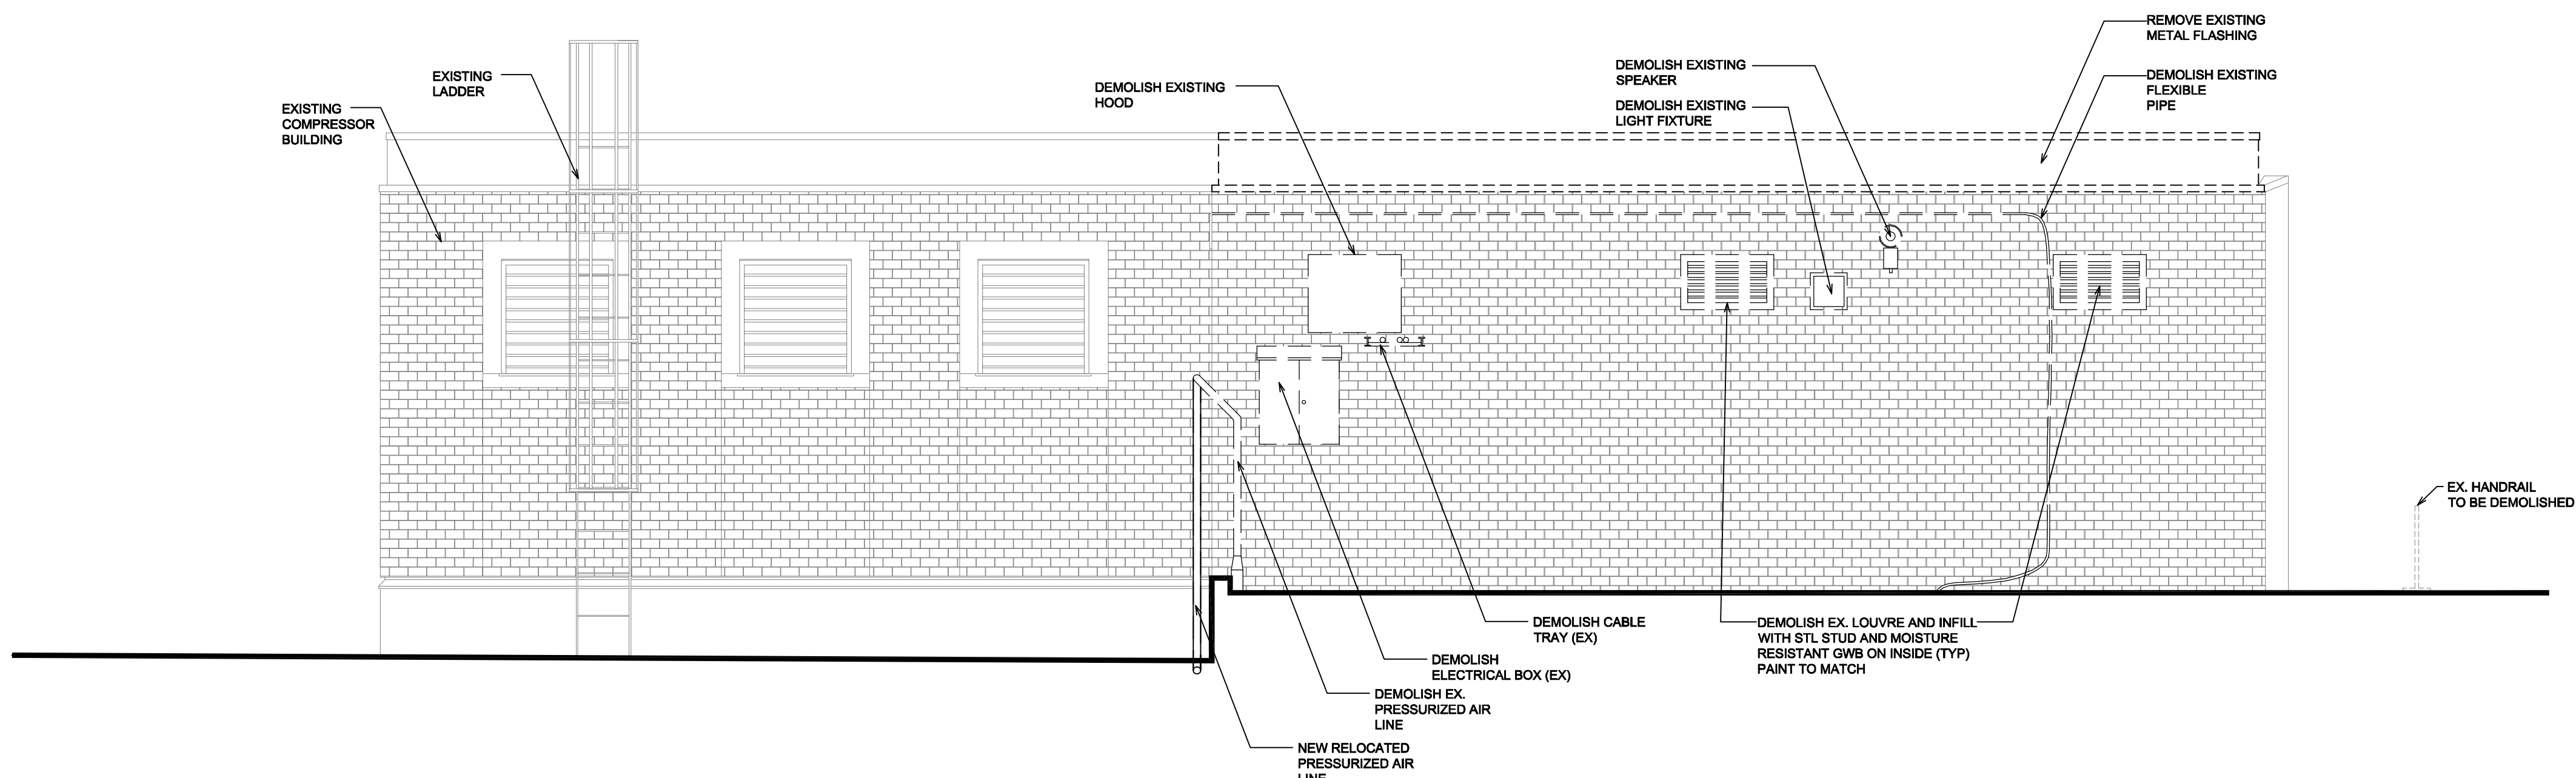 REMOVE EXISTING
METAL FLASHING
DEMOLISH EXISTING
FLEXIBLE
PIPE
DEMOLISH EXISTING
SPEAKER
DEMOLISH EXISTING
LIGHT FIXTURE
DEMOLISH EXISTING
HOOD
EXISTING
LADDER
EXISTING
COMPRESSOR
BUILDING
EX. HANDRAIL
TO BE DEMOLISHED
DEMOLISH CABLE
TRAY (EX)
DEMOLISH EX. LOUVRE AND INFILL
WITH STL STUD AND MOISTURE
RESISTANT GWB ON INSIDE (TYP)
PAINT TO MATCH
DEMOLISH
ELECTRICAL BOX (EX)
DEMOLISH EX.
PRESSURIZED AIR
LINE
NEW RELOCATED
PRESSURIZED AIR
LINE